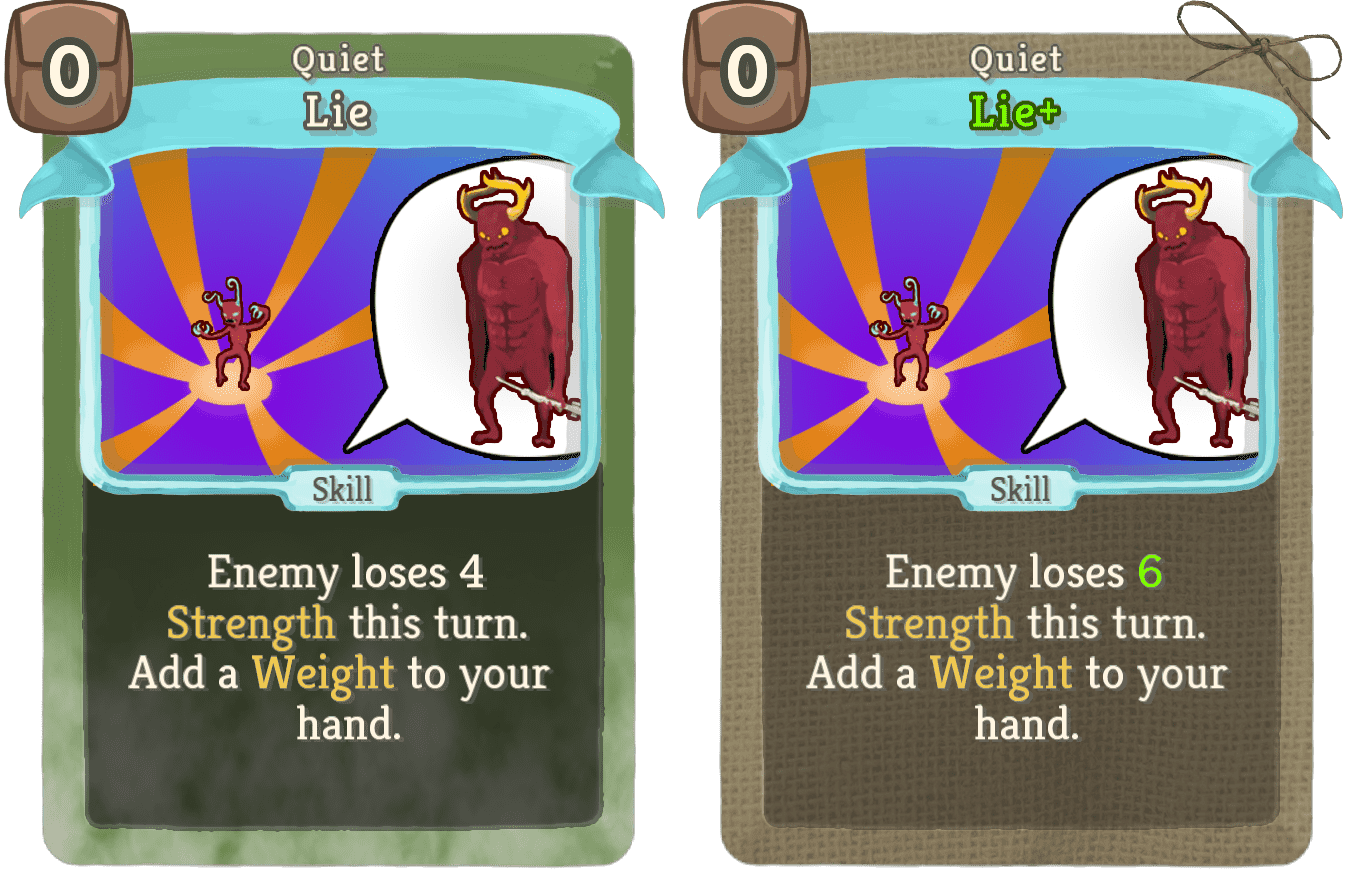 0
Quiet
Lie
Skill
Enemy loses 4
Strength this turn.
Add a Weight to your
hand.
0
Quiet
Lie+
Skill
Enemy loses 6
Strength this turn.
Add a Weight to your
hand.